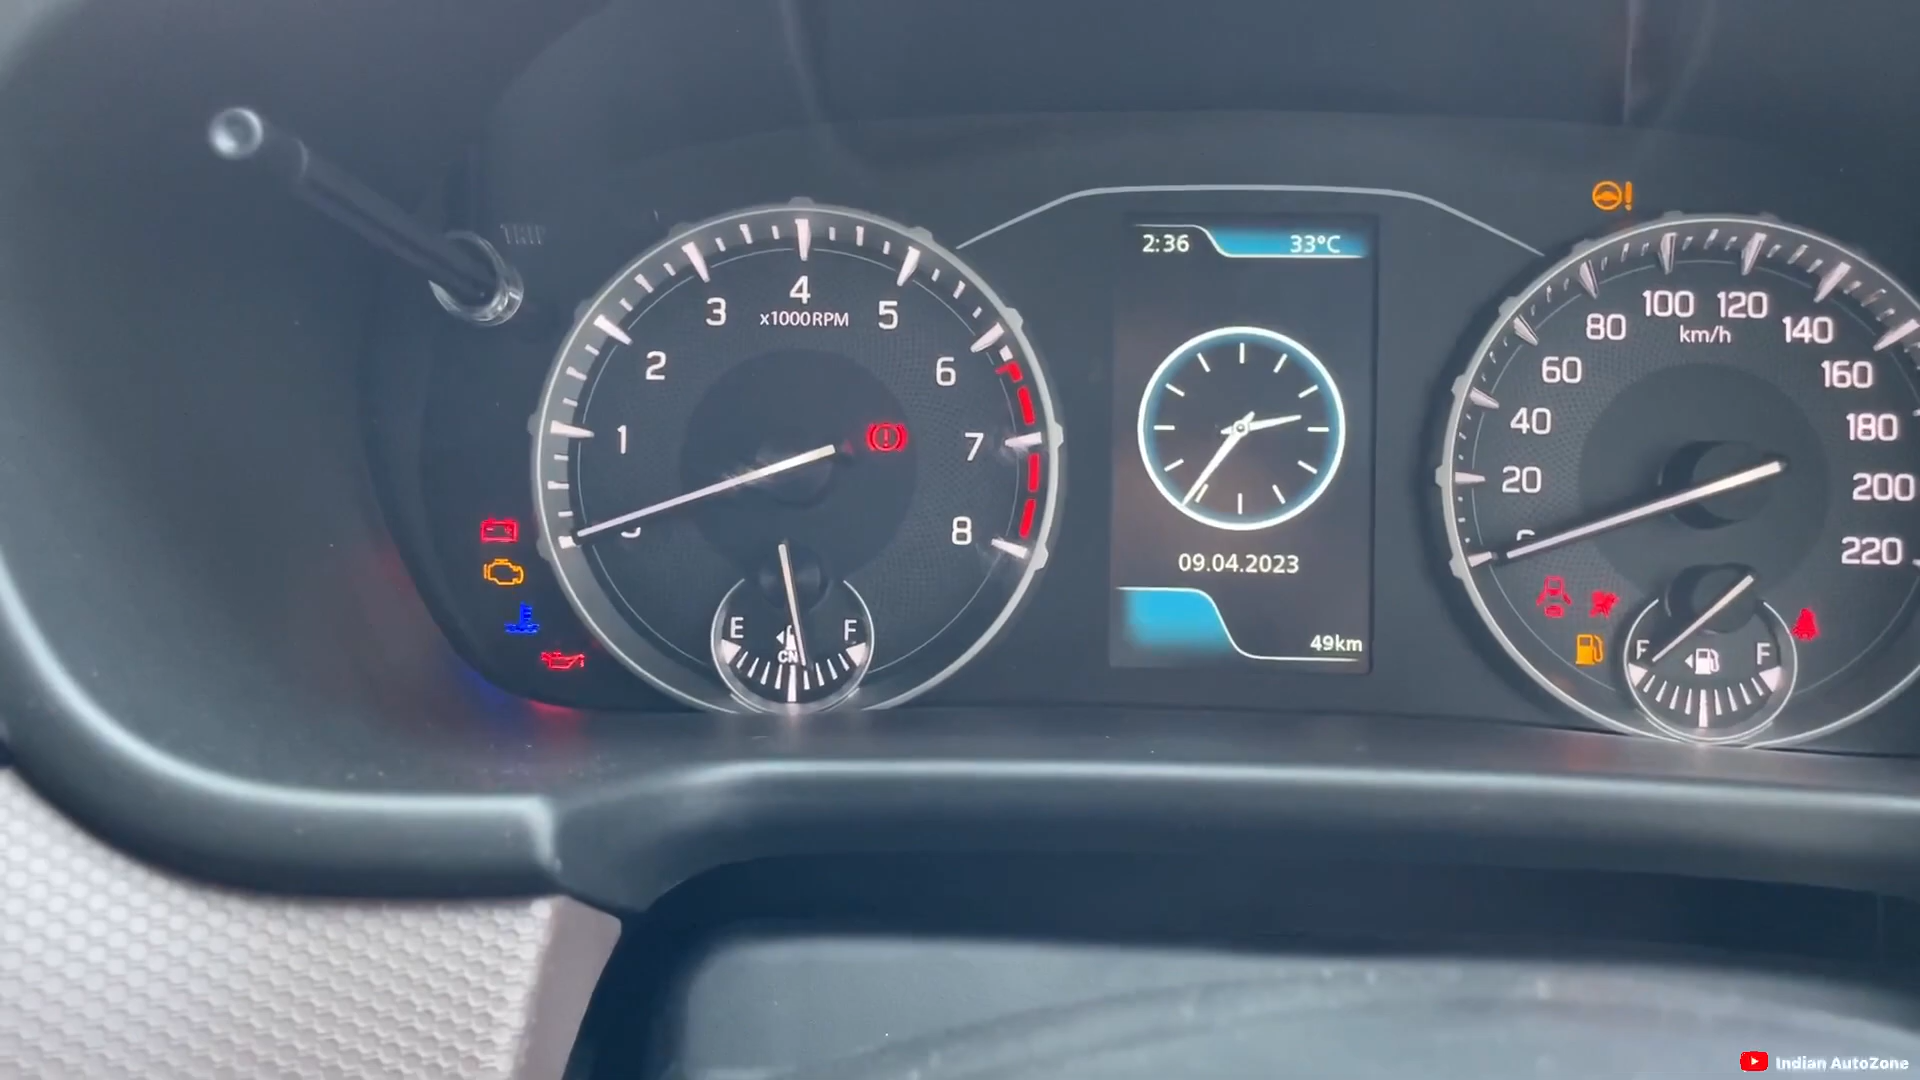 2:36 33°C
1 2 3 4 5 6 7 8
x1000RPM
E F
CN
09.04.2023
49km
20 40 60 80 100 120 140 160 180 200 220
km/h
F
Indian AutoZone